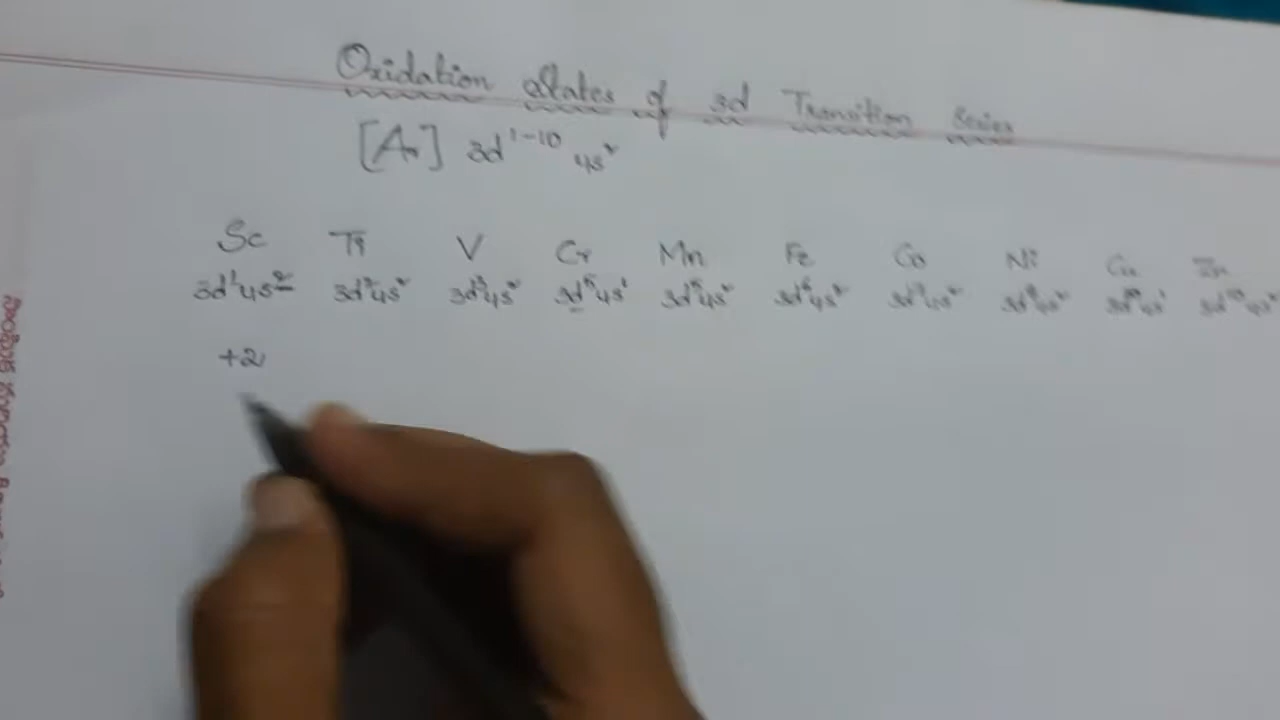 Oxidation States of 3d Transition Series
[Ar] 3d¹⁻¹⁰ 4s²
Sc Ti V Cr Mn Fe Co Ni Cu Zn
3d¹4s² 3d²4s² 3d³4s² 3d⁵4s¹ 3d⁵4s² 3d⁶4s² 3d⁷4s² 3d⁸4s² 3d¹⁰4s¹ 3d¹⁰4s²
+2